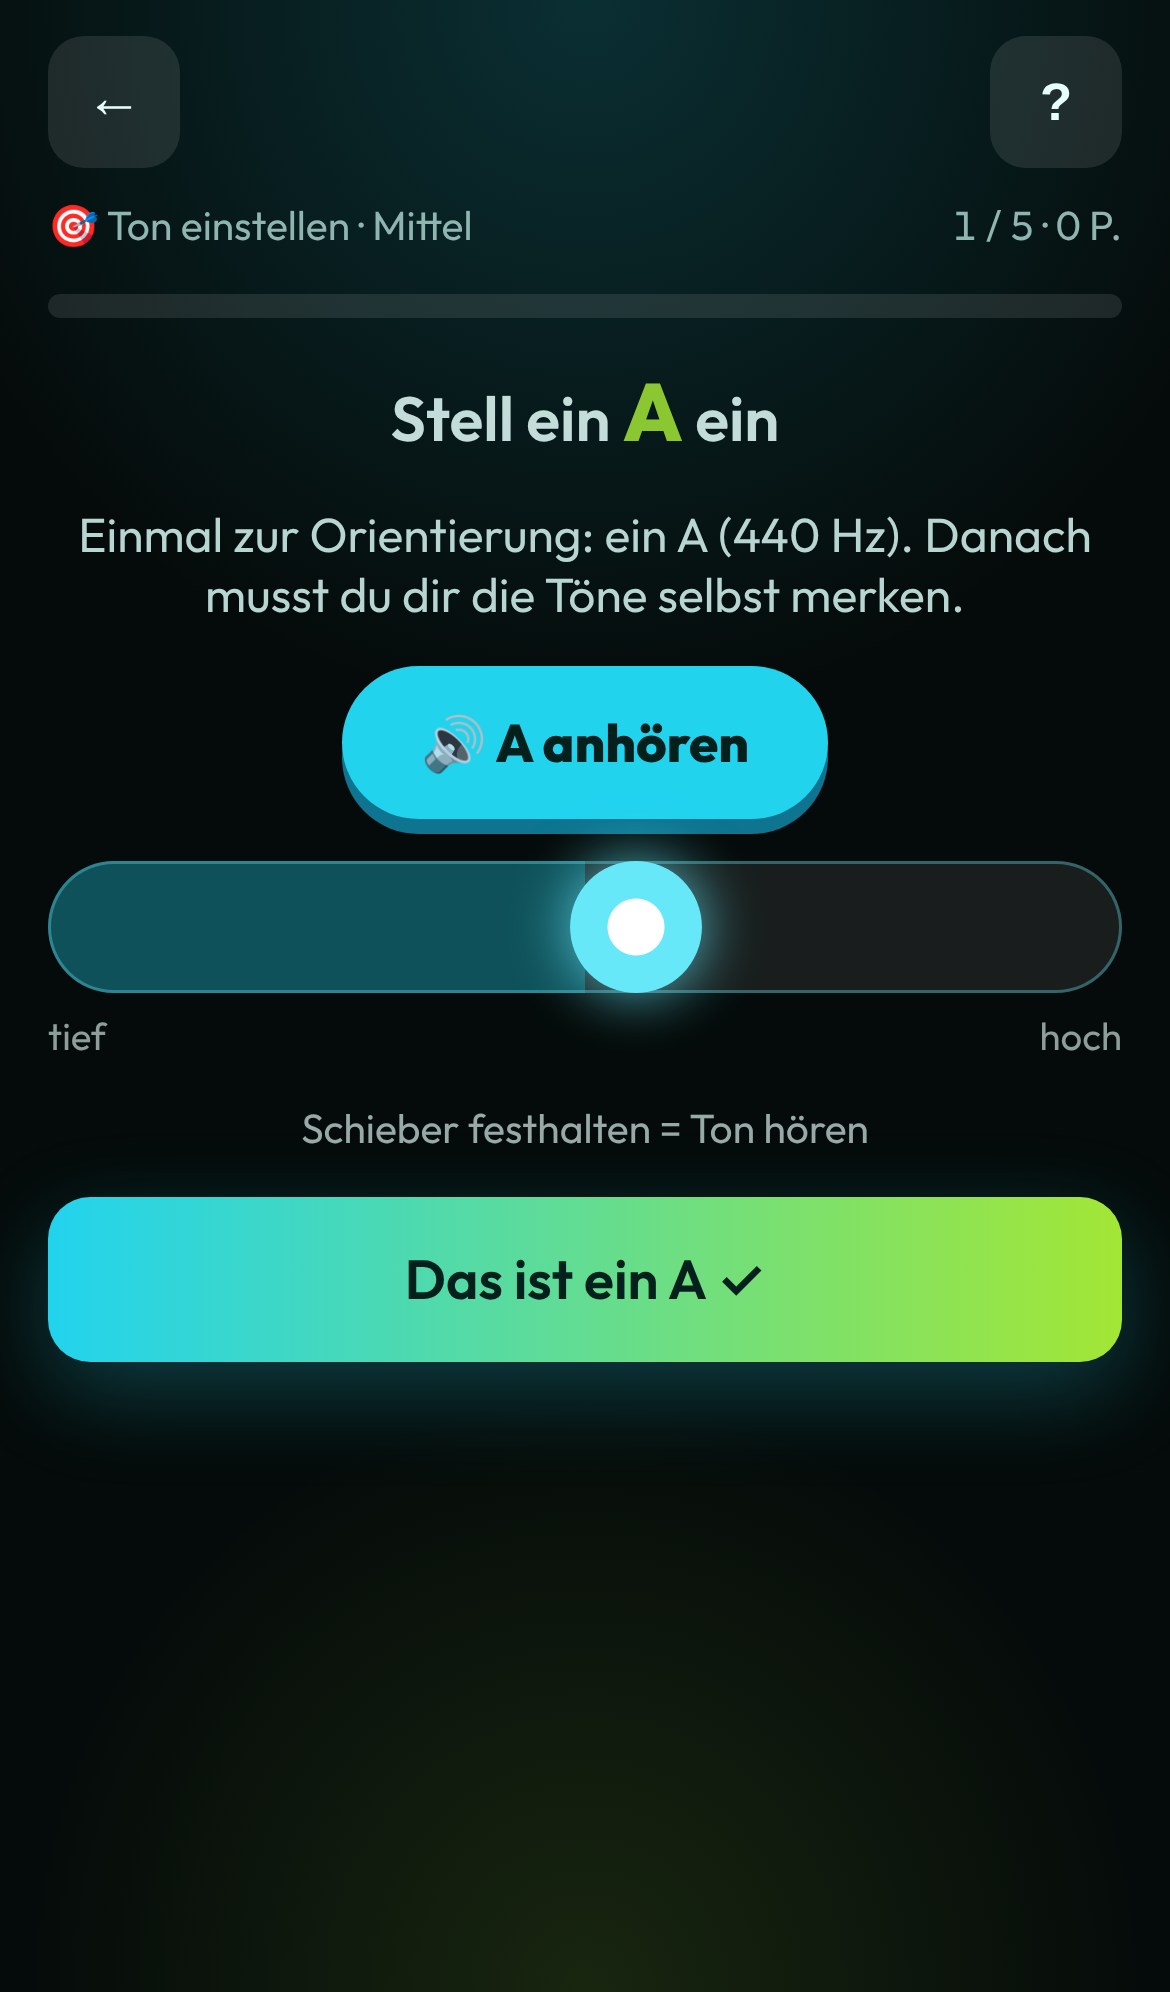 ←
?
🎯 Ton einstellen · Mittel
1 / 5 · 0 P.
Stell ein A ein
Einmal zur Orientierung: ein A (440 Hz). Danach
musst du dir die Töne selbst merken.
🔊 A anhören
tief
hoch
Schieber festhalten = Ton hören
Das ist ein A ✓